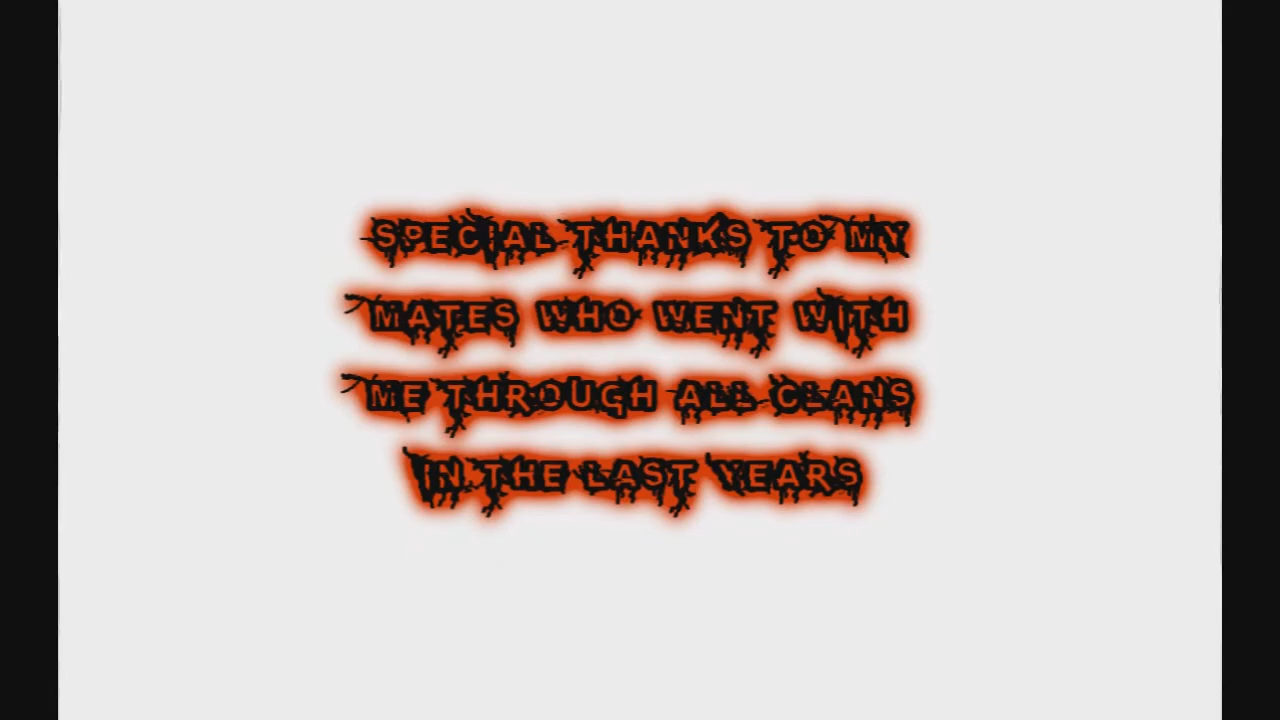 SPECIAL THANKS TO MY
MATES WHO WENT WITH
ME THROUGH ALL CLANS
IN THE LAST YEARS